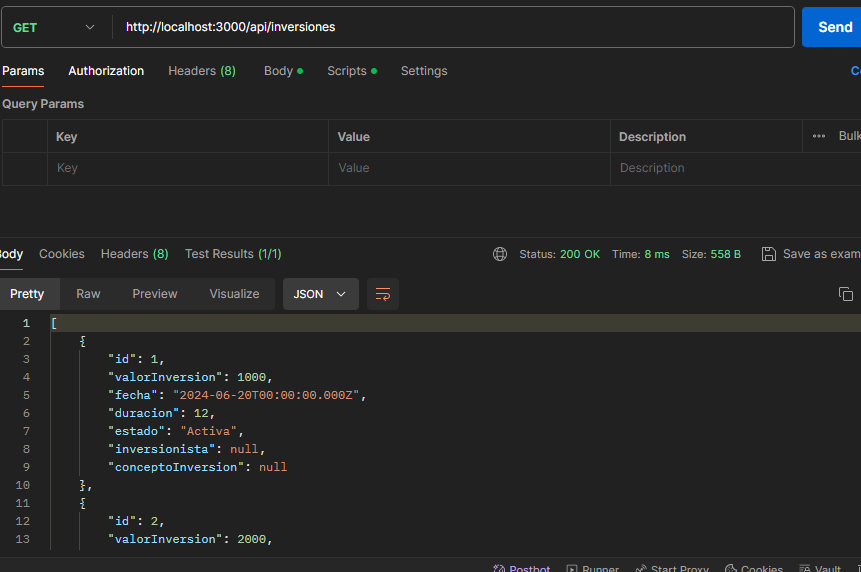 GET http://localhost:3000/api/inversiones Send
Params Authorization Headers (8) Body Scripts Settings
Query Params
Key Value Description ••• Bulk
Key Value Description
Body Cookies Headers (8) Test Results (1/1) Status: 200 OK Time: 8 ms Size: 558 B Save as exam
Pretty Raw Preview Visualize JSON
1 [
2 {
3 "id": 1,
4 "valorInversion": 1000,
5 "fecha": "2024-06-20T00:00:00.000Z",
6 "duracion": 12,
7 "estado": "Activa",
8 "inversionista": null,
9 "conceptoInversion": null
10 },
11 {
12 "id": 2,
13 "valorInversion": 2000,
Postbot Runner Start Proxy Cookies Vault